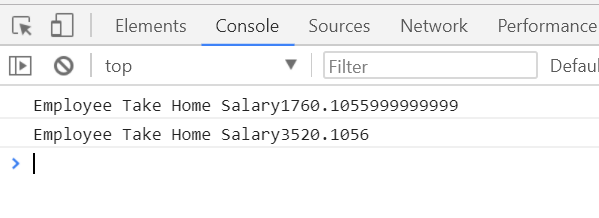 Elements Console Sources Network Performance
top Filter Defaul
Employee Take Home Salary1760.1055999999999
Employee Take Home Salary3520.1056